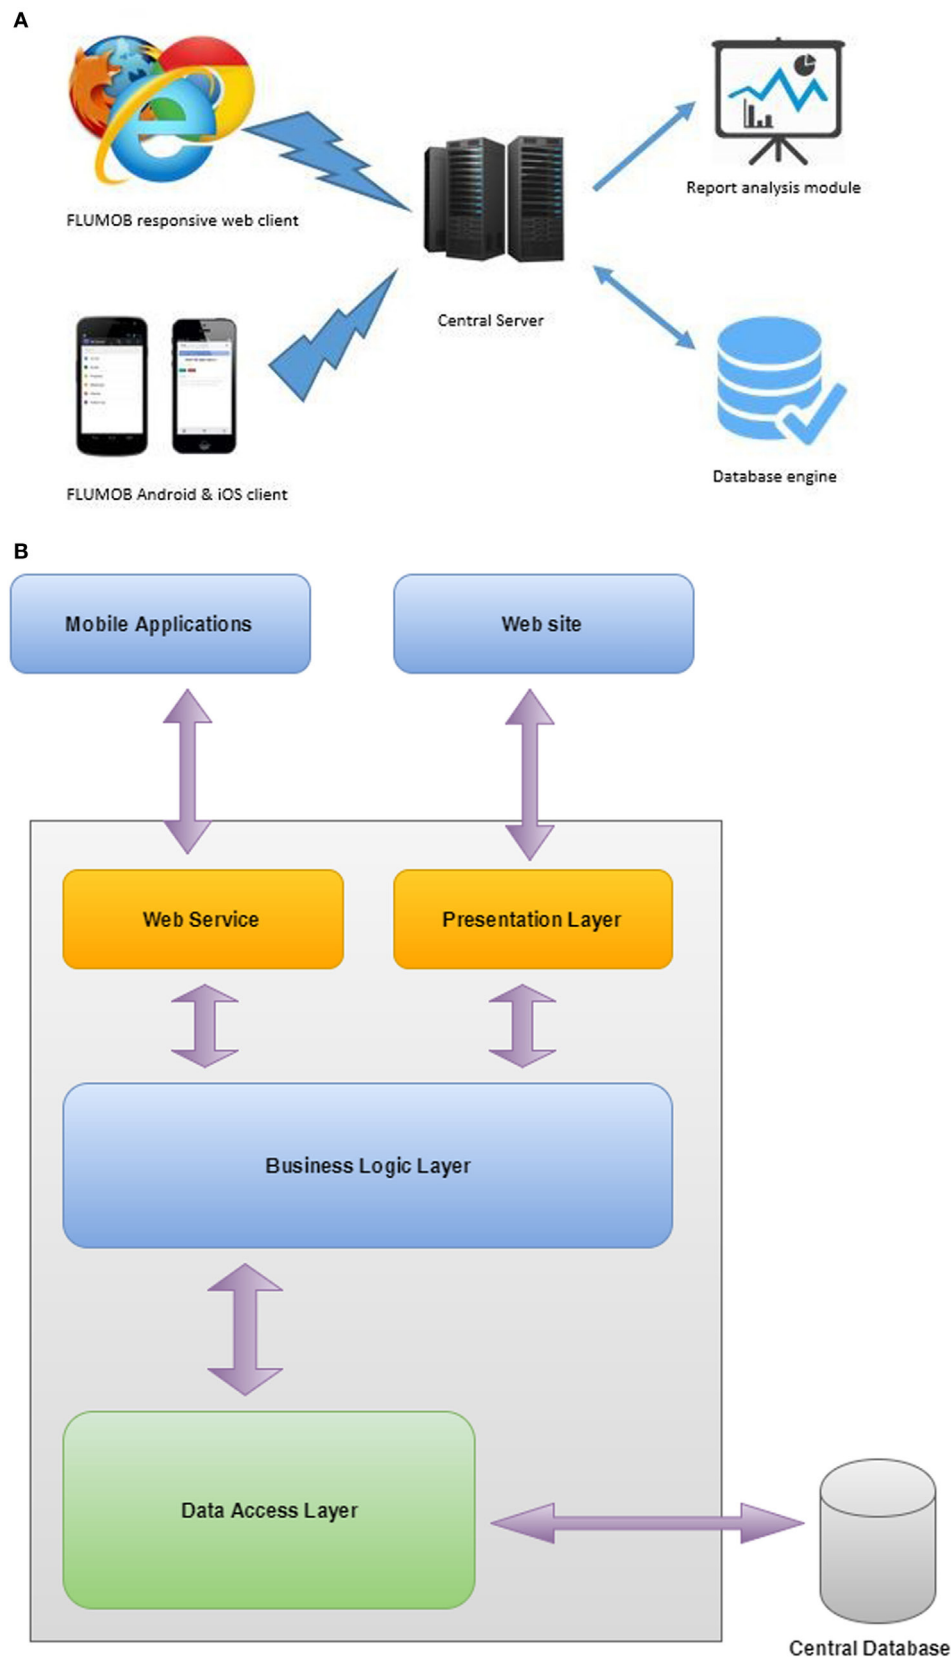 A
FLUMOB responsive web client
Report analysis module
Central Server
Database engine
FLUMOB Android & iOS client
B
Mobile Applications
Web site
Web Service
Presentation Layer
Business Logic Layer
Data Access Layer
Central Database